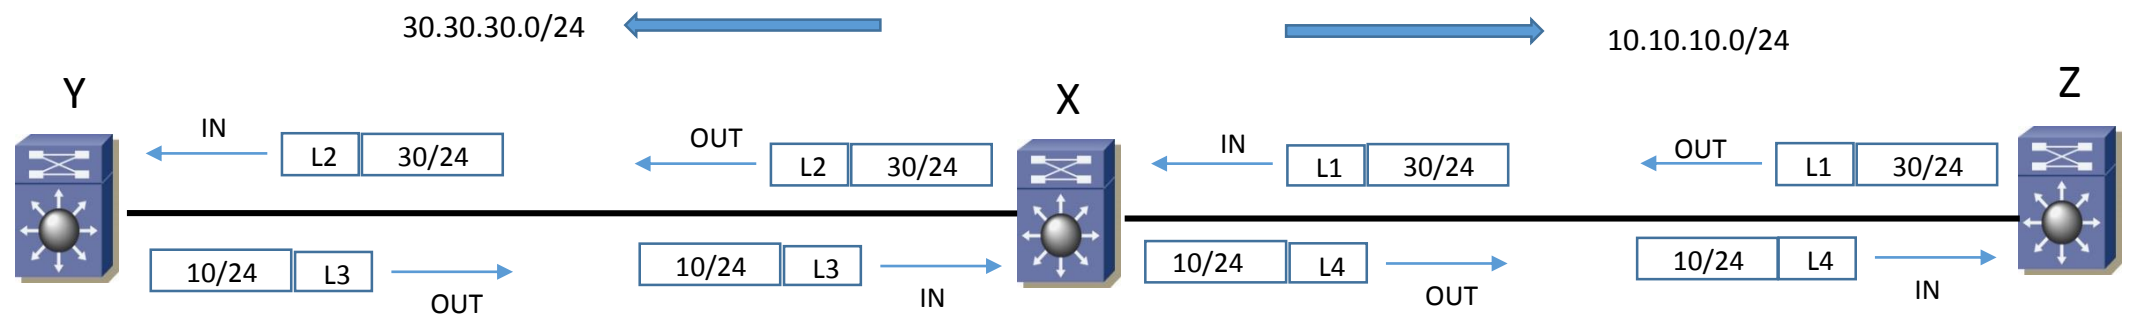 30.30.30.0/24
10.10.10.0/24
Y
X
Z
IN
L2 30/24
OUT
L2 30/24
IN
L1 30/24
OUT
L1 30/24
10/24 L3
OUT
10/24 L3
IN
10/24 L4
OUT
10/24 L4
IN